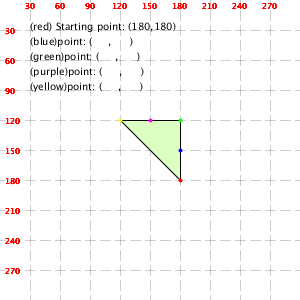 30 60 90 120 150 180 210 240 270
30
(red) Starting point: (180,180)
(blue)point: (    ,    )
60
(green)point: (    ,    )
(purple)point: (    ,    )
90
(yellow)point: (    ,    )
120
150
180
210
240
270